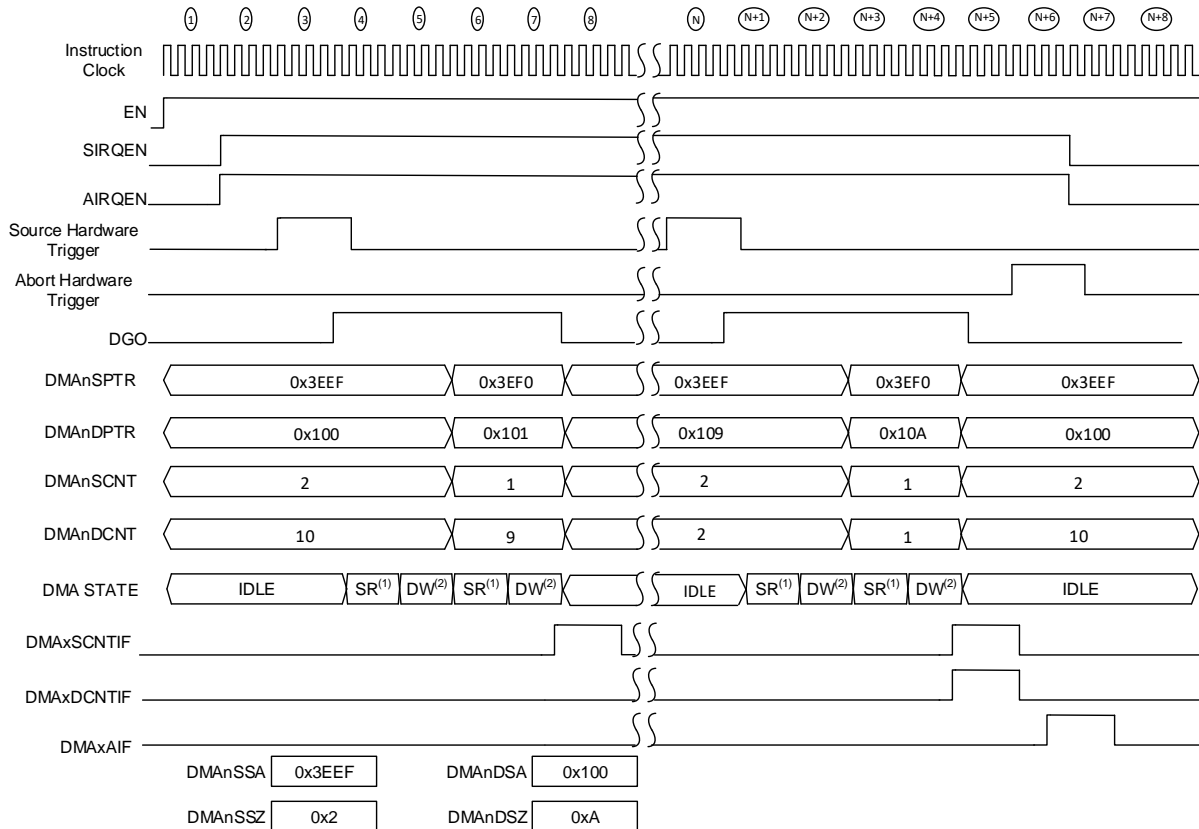 1 2 3 4 5 6 7 8 N N+1 N+2 N+3 N+4 N+5 N+6 N+7 N+8
Instruction
Clock
EN
SIRQEN
AIRQEN
Source Hardware
Trigger
Abort Hardware
Trigger
DGO
DMAnSPTR 0x3EEF 0x3EF0 0x3EEF 0x3EF0 0x3EEF
DMAnDPTR 0x100 0x101 0x109 0x10A 0x100
DMAnSCNT 2 1 2 1 2
DMAnDCNT 10 9 2 1 10
DMA STATE IDLE SR(1) DW(2) SR(1) DW(2) IDLE SR(1) DW(2) SR(1) DW(2) IDLE
DMAxSCNTIF
DMAxDCNTIF
DMAxAIF
DMAnSSA 0x3EEF DMAnDSA 0x100
DMAnSSZ 0x2 DMAnDSZ 0xA